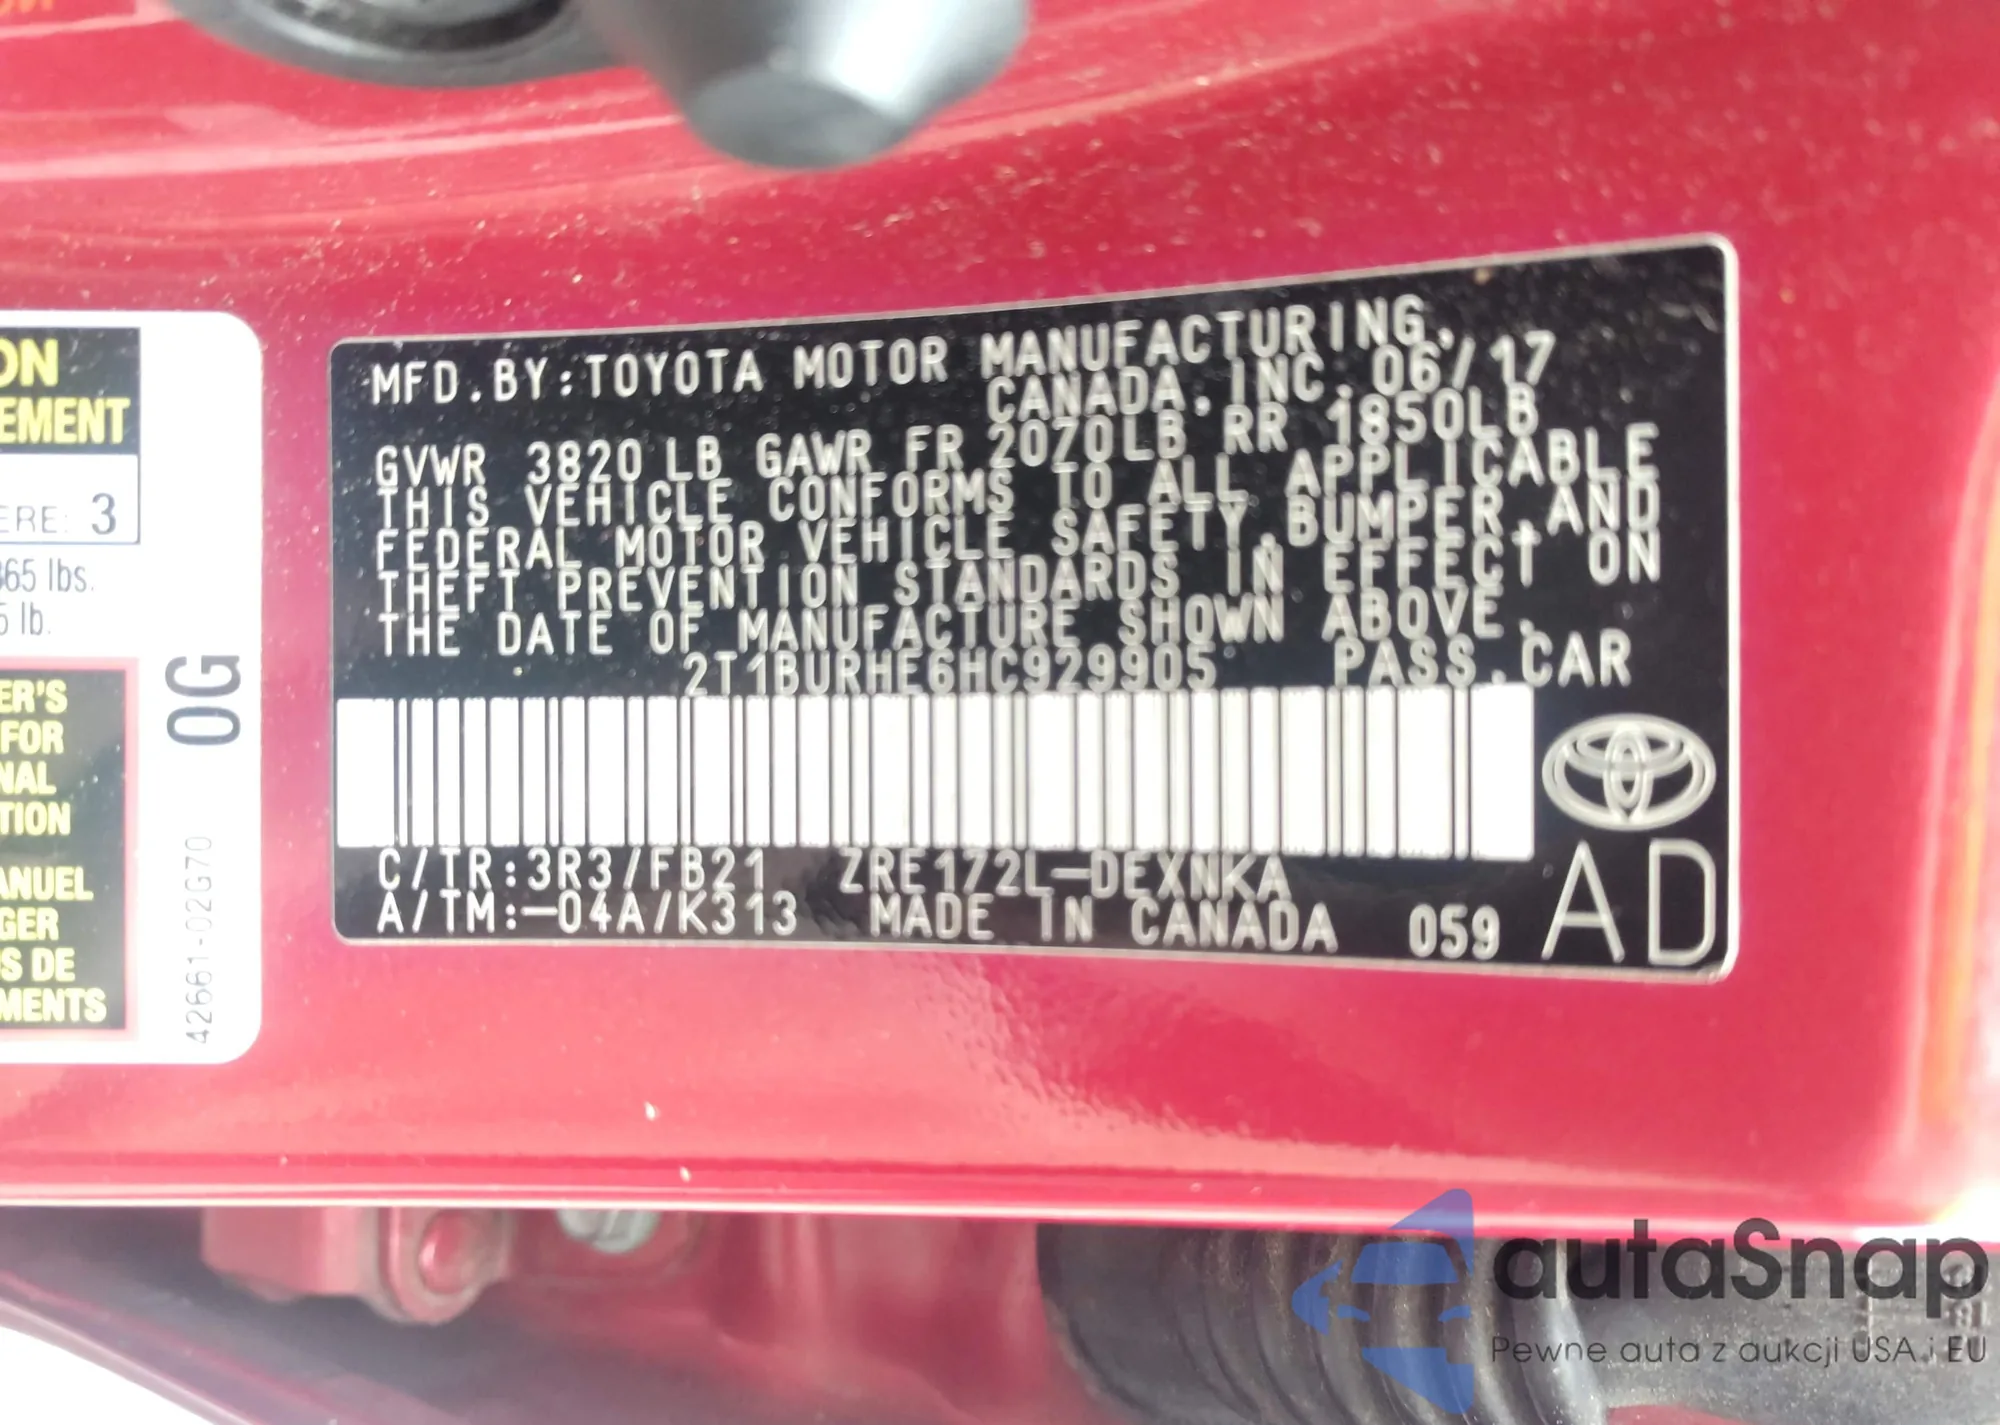 ON
EMENT
ERE: 3
365 lbs.
5 lb.
ER'S
FOR
NAL
TION
ANUEL
GER
S DE
MENTS
0G
42661-02G70
MFD.BY:TOYOTA MOTOR MANUFACTURING,
CANADA, INC. 06/17
GVWR 3820 LB GAWR FR 2070LB RR 1850LB
THIS VEHICLE CONFORMS TO ALL APPLICABLE
FEDERAL MOTOR VEHICLE SAFETY,BUMPER,AND
THEFT PREVENTION STANDARDS IN EFFECT ON
THE DATE OF MANUFACTURE SHOWN ABOVE.
2T1BURHE6HC929905 PASS.CAR
C/TR:3R3/FB21 ZRE172L-DEXNKA
A/TM:-04A/K313 MADE IN CANADA 059
AD
autaSnap
Pewne auta z aukcji USA i EU